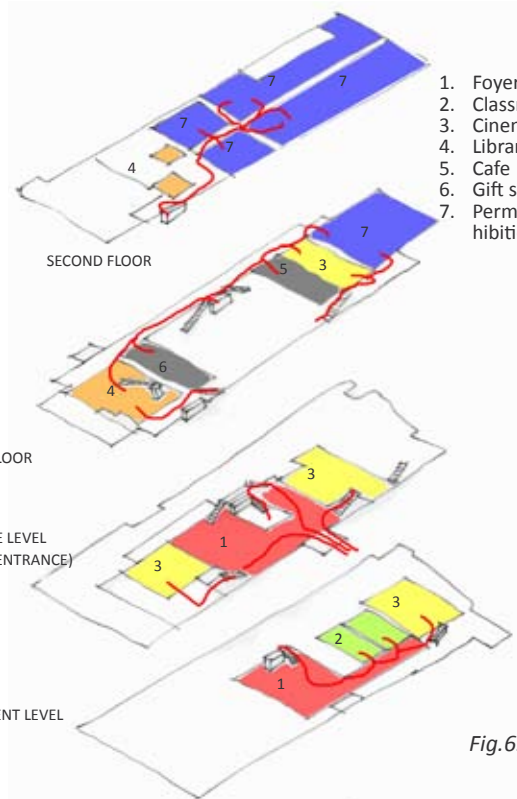 1. Foyer
2. Class
3. Cinem
4. Librar
5. Cafe
6. Gift s
7. Perm
hibiti
7
7
7
7
4
SECOND FLOOR
7
3
5
6
4
LOOR
3
E LEVEL
ENTRANCE)
1
3
3
2
1
ENT LEVEL
Fig.6